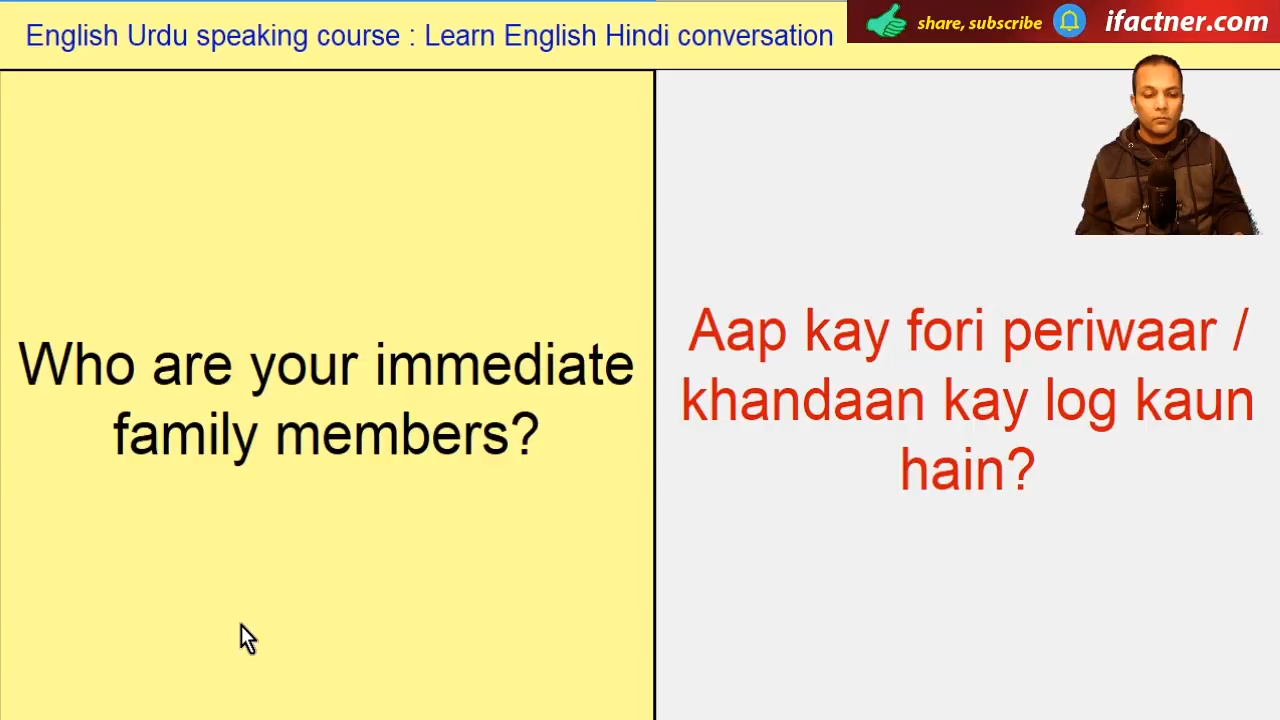 English Urdu speaking course : Learn English Hindi conversation
share, subscribe
ifactner.com
Who are your immediate
family members?
Aap kay fori periwaar /
khandaan kay log kaun
hain?